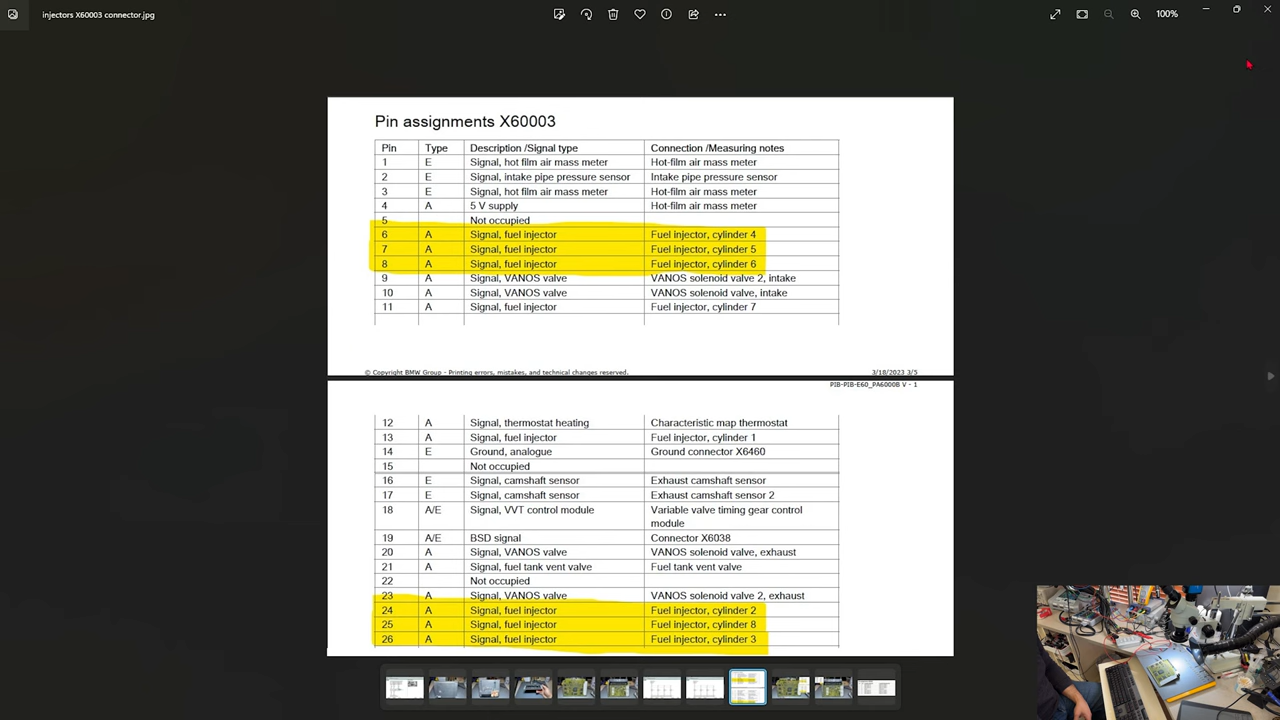 injectors X60003 connector.jpg
100%
Pin assignments X60003
Pin Type Description /Signal type Connection /Measuring notes
1 E Signal, hot film air mass meter Hot-film air mass meter
2 E Signal, intake pipe pressure sensor Intake pipe pressure sensor
3 E Signal, hot film air mass meter Hot-film air mass meter
4 A 5 V supply Hot-film air mass meter
5 Not occupied
6 A Signal, fuel injector Fuel injector, cylinder 4
7 A Signal, fuel injector Fuel injector, cylinder 5
8 A Signal, fuel injector Fuel injector, cylinder 6
9 A Signal, VANOS valve VANOS solenoid valve 2, intake
10 A Signal, VANOS valve VANOS solenoid valve, intake
11 A Signal, fuel injector Fuel injector, cylinder 7
© Copyright BMW Group - Printing errors, mistakes, and technical changes reserved. 3/18/2023 3/5
PIB-PIB-E60_PA6000B V - 1
12 A Signal, thermostat heating Characteristic map thermostat
13 A Signal, fuel injector Fuel injector, cylinder 1
14 E Ground, analogue Ground connector X6460
15 Not occupied
16 E Signal, camshaft sensor Exhaust camshaft sensor
17 E Signal, camshaft sensor Exhaust camshaft sensor 2
18 A/E Signal, VVT control module Variable valve timing gear control
module
19 A/E BSD signal Connector X6038
20 A Signal, VANOS valve VANOS solenoid valve, exhaust
21 A Signal, fuel tank vent valve Fuel tank vent valve
22 Not occupied
23 A Signal, VANOS valve VANOS solenoid valve 2, exhaust
24 A Signal, fuel injector Fuel injector, cylinder 2
25 A Signal, fuel injector Fuel injector, cylinder 8
26 A Signal, fuel injector Fuel injector, cylinder 3